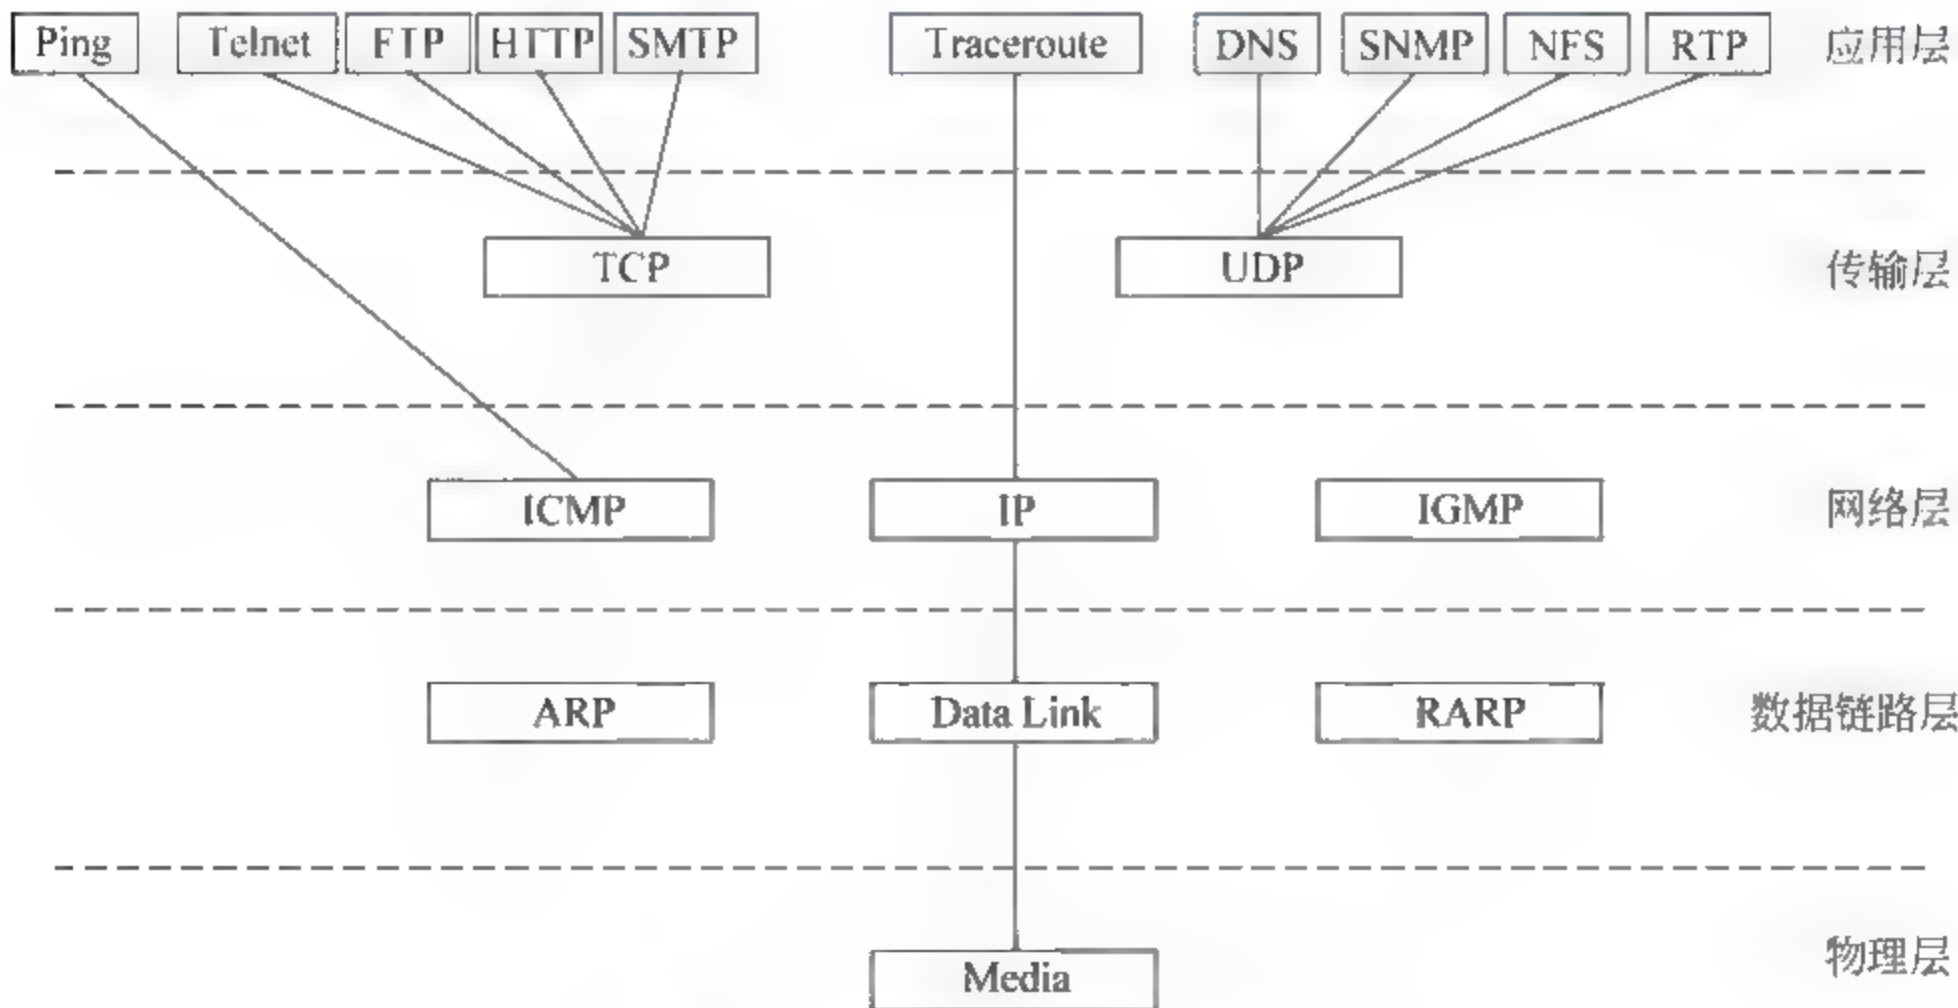 Ping Telnet FTP HTTP SMTP Traceroute DNS SNMP NFS RTP 应用层
TCP UDP 传输层
ICMP IP IGMP 网络层
ARP Data Link RARP 数据链路层
Media 物理层